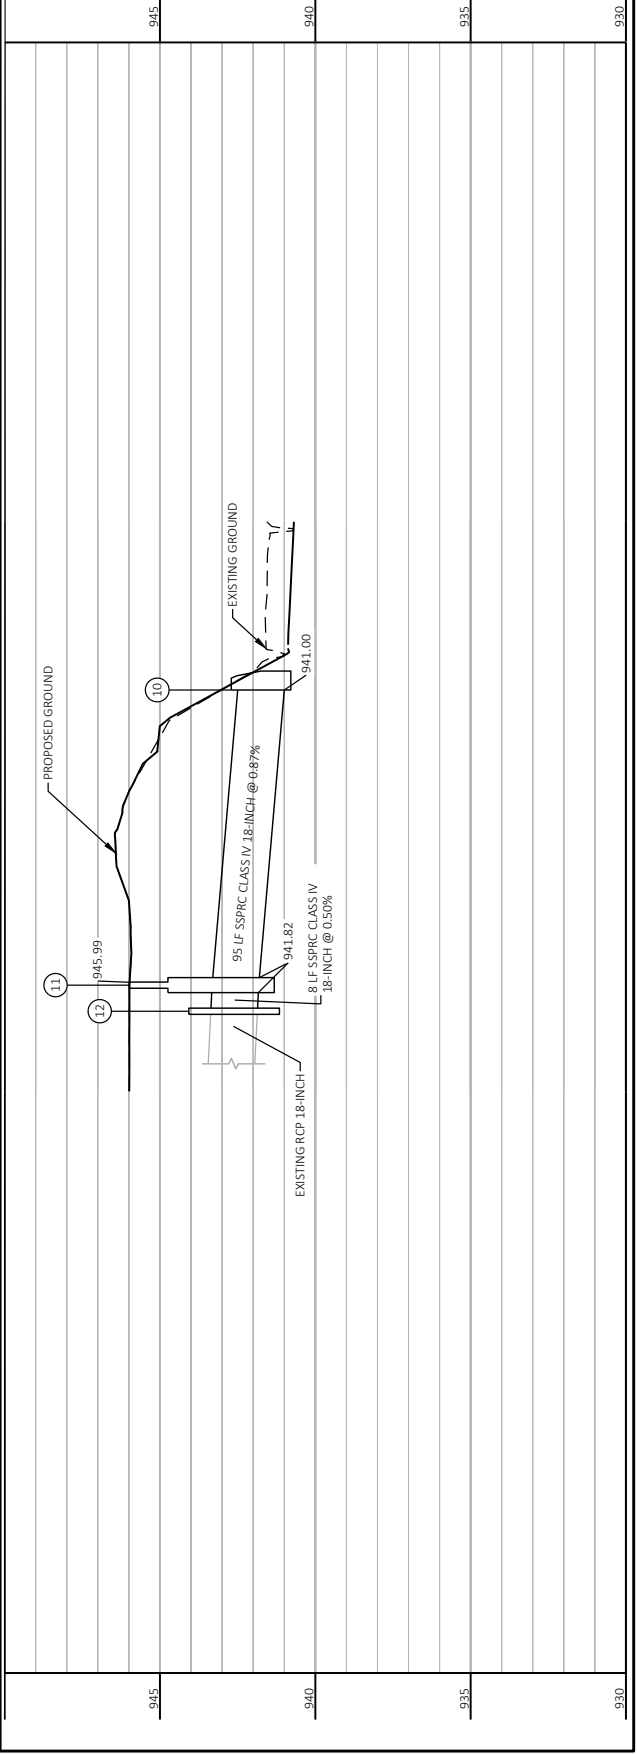 945
940
935
930
PROPOSED GROUND
EXISTING GROUND
10
941.00
95 LF SSPRC CLASS IV 18-INCH @ 0.87%
945.99
11
12
941.82
8 LF SSPRC CLASS IV
18-INCH @ 0.50%
EXISTING RCP 18-INCH
945
940
935
930